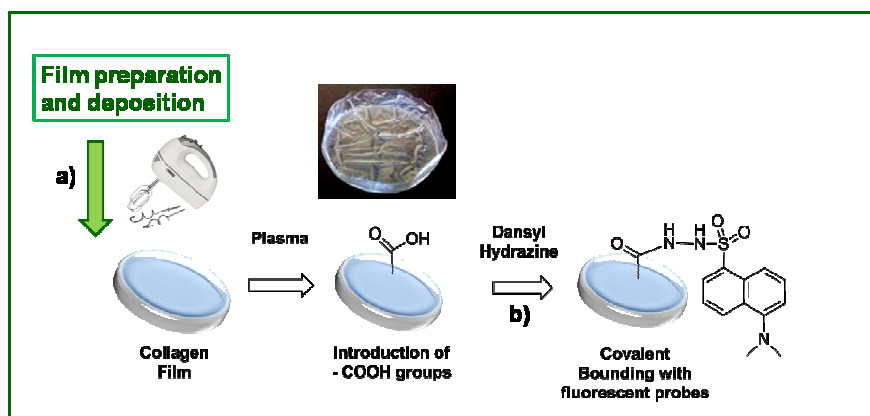 Film preparation
and deposition
a)
Plasma
O
OH
Dansyl
Hydrazine
b)
O
H
N
H
N
S
O
O
N
Collagen
Film
Introduction of
- COOH groups
Covalent
Bounding with
fluorescent probes